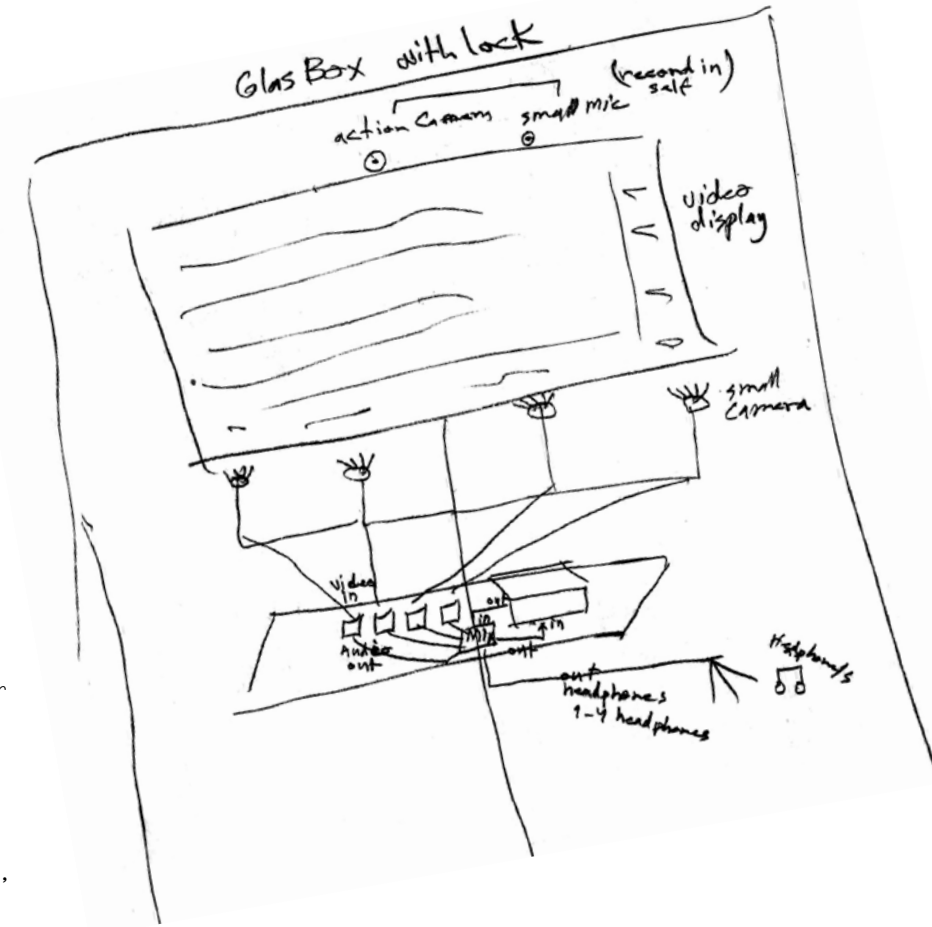 Glas Box with lock
action Camera small mic (record in self)
video display
small Camera
video in
out
in
Mix
in
Audio out
out
out headphones
1-4 headphones
Headphone/s